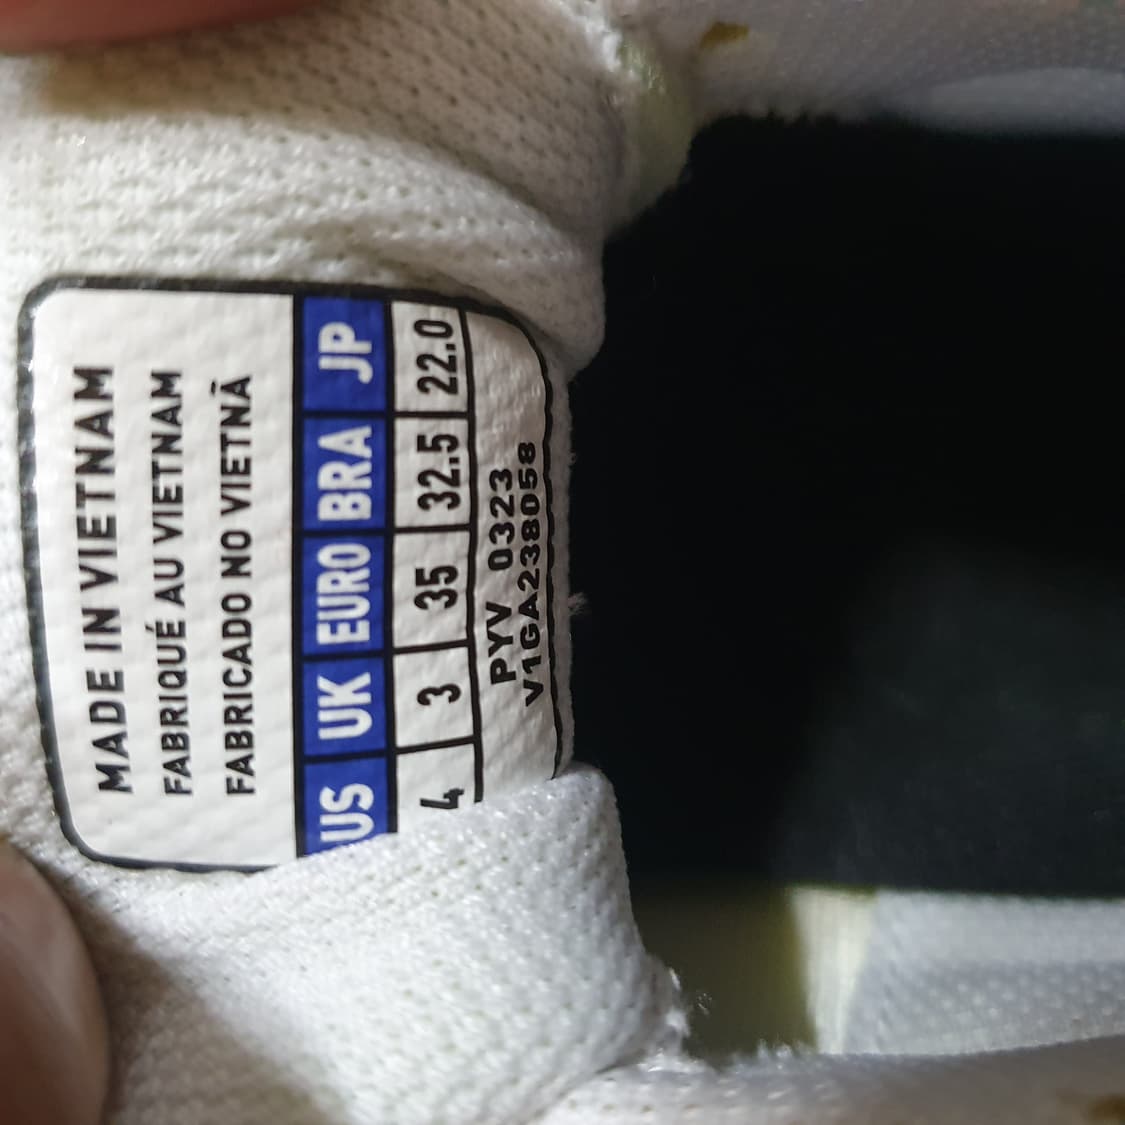 MADE IN VIETNAM
FABRIQUÉ AU VIETNAM
FABRICADO NO VIETNÃ
US UK EURO BRA JP
4 3 35 32.5 22.0
PYV 0323
V1GA238058